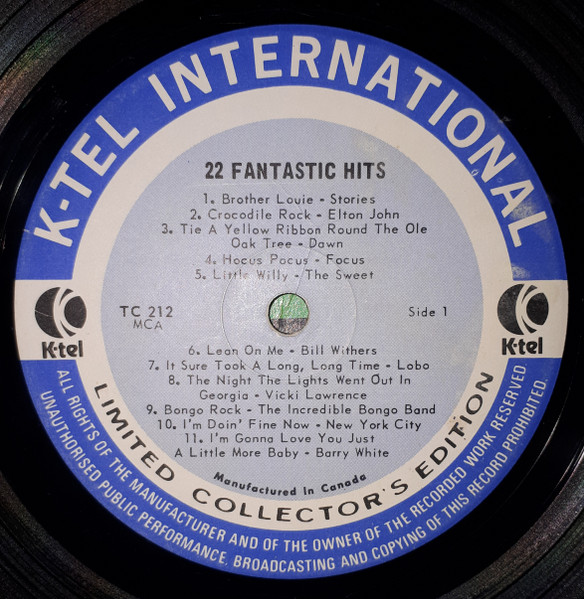 K-TEL INTERNATIONAL
22 FANTASTIC HITS
1. Brother Louie - Stories
2. Crocodile Rock - Elton John
3. Tie A Yellow Ribbon Round The Ole
Oak Tree - Dawn
4. Hocus Pocus - Focus
5. Little Willy - The Sweet
TC 212
MCA
Side 1
K-tel
K-tel
6. Lean On Me - Bill Withers
7. It Sure Took A Long, Long Time - Lobo
8. The Night The Lights Went Out In
Georgia - Vicki Lawrence
9. Bongo Rock - The Incredible Bongo Band
10. I'm Doin' Fine Now - New York City
11. I'm Gonna Love You Just
A Little More Baby - Barry White
Manufactured In Canada
LIMITED COLLECTOR'S EDITION
ALL RIGHTS OF THE MANUFACTURER AND OF THE OWNER OF THE RECORDED WORK RESERVED
UNAUTHORISED PUBLIC PERFORMANCE, BROADCASTING AND COPYING OF THIS RECORD PROHIBITED.